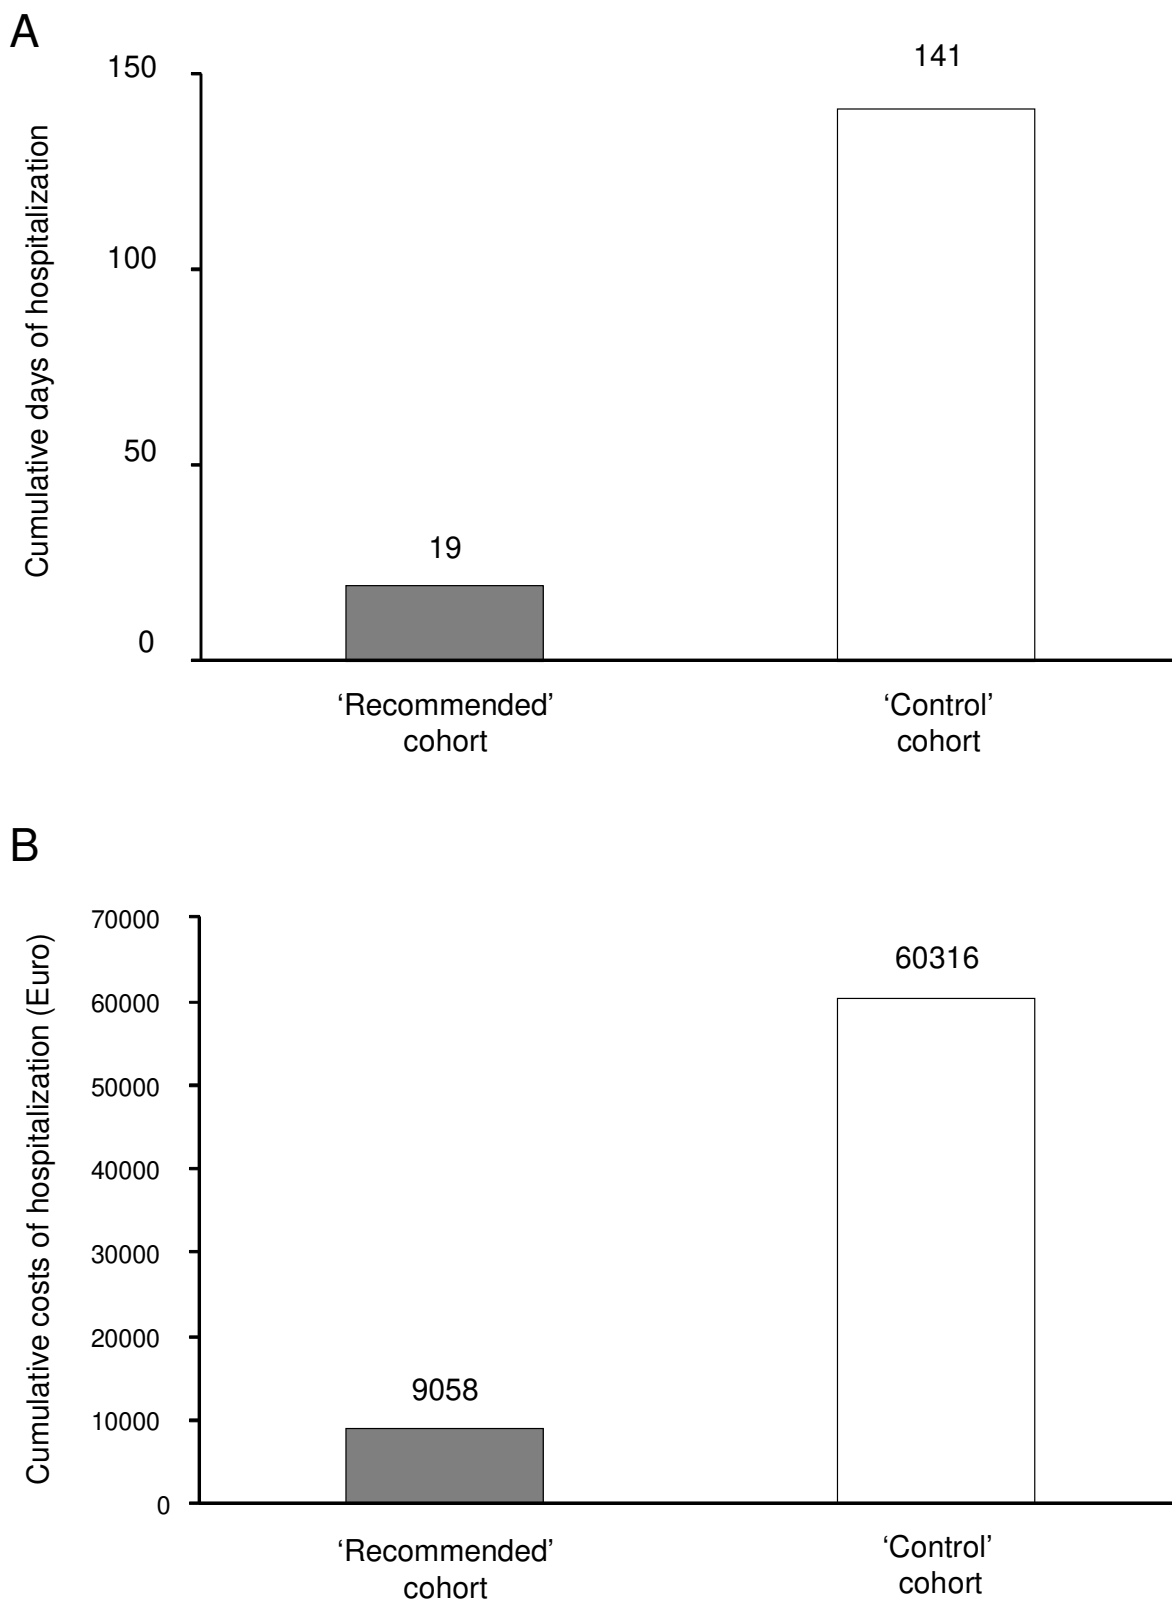 A
Cumulative days of hospitalization
150
100
50
0
19
141
‘Recommended’
cohort
‘Control’
cohort
B
Cumulative costs of hospitalization (Euro)
70000
60000
50000
40000
30000
20000
10000
0
9058
60316
‘Recommended’
cohort
‘Control’
cohort